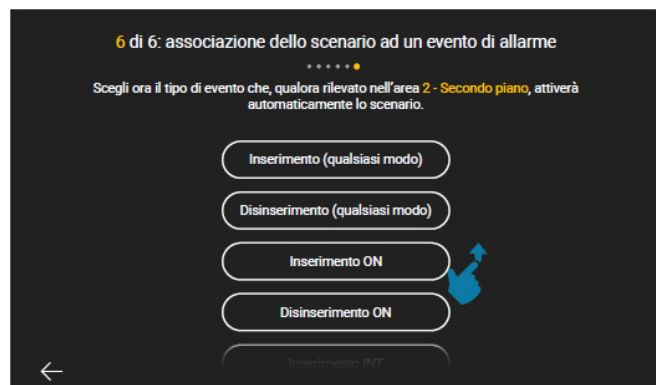 6 di 6: associazione dello scenario ad un evento di allarme
Scegli ora il tipo di evento che, qualora rilevato nell'area 2 - Secondo piano, attiverà
automaticamente lo scenario.
Inserimento (qualsiasi modo)
Disinserimento (qualsiasi modo)
Inserimento ON
Disinserimento ON
Inserimento INT